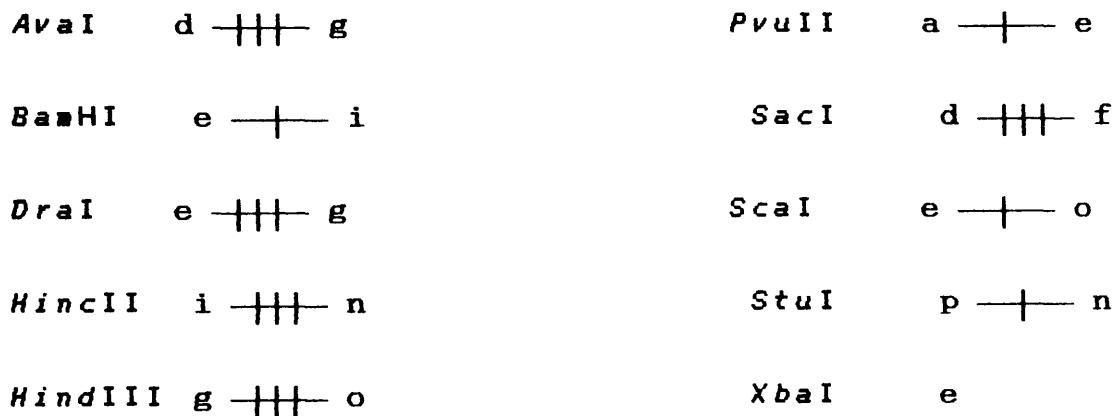 AvaI d g PvuII a e
BamHI e i SacI d f
DraI e g ScaI e o
HincII i n StuI p n
HindIII g o XbaI e